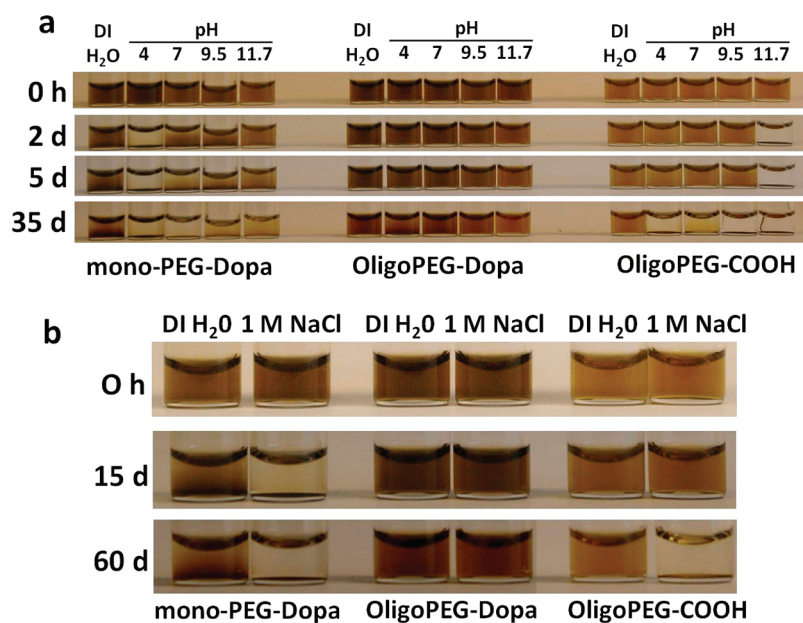 a
DI pH
H₂O 4 7 9.5 11.7
DI pH
H₂O 4 7 9.5 11.7
DI pH
H₂O 4 7 9.5 11.7
0 h
2 d
5 d
35 d
mono-PEG-Dopa OligoPEG-Dopa OligoPEG-COOH
b
DI H₂0 1 M NaCl DI H₂0 1 M NaCl DI H₂0 1 M NaCl
O h
15 d
60 d
mono-PEG-Dopa OligoPEG-Dopa OligoPEG-COOH